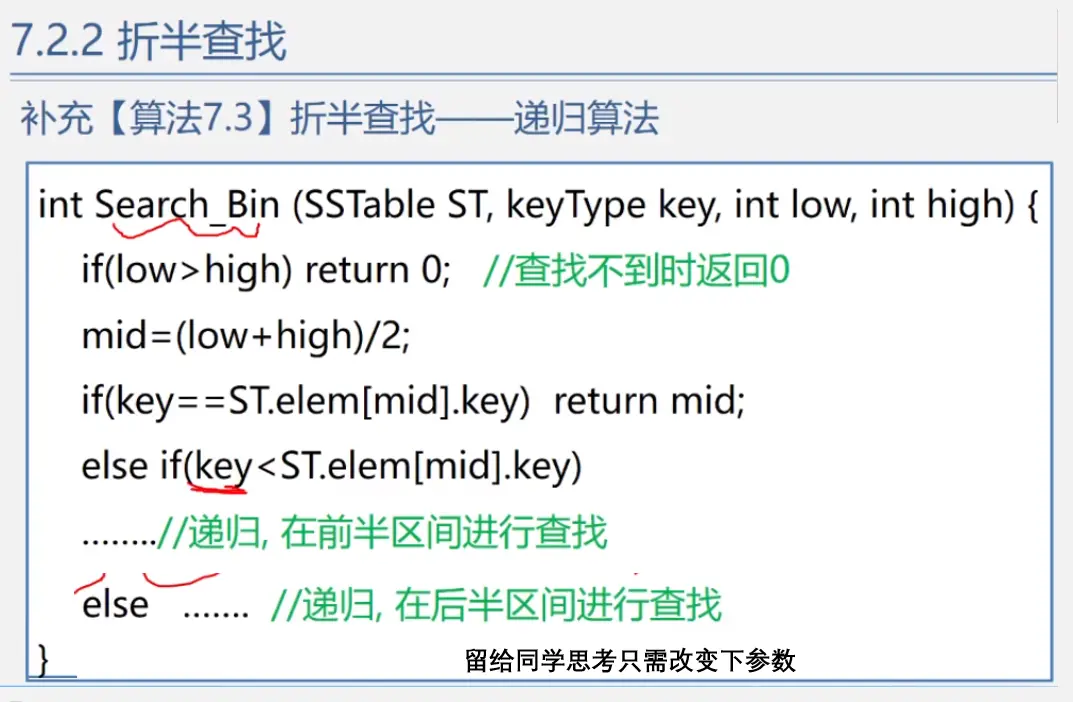 7.2.2 折半查找
补充【算法7.3】折半查找——递归算法
int Search_Bin (SSTable ST, keyType key, int low, int high) {
if(low>high) return 0; //查找不到时返回0
mid=(low+high)/2;
if(key==ST.elem[mid].key) return mid;
else if(key<ST.elem[mid].key)
........//递归, 在前半区间进行查找
else ....... //递归, 在后半区间进行查找
}
留给同学思考只需改变下参数